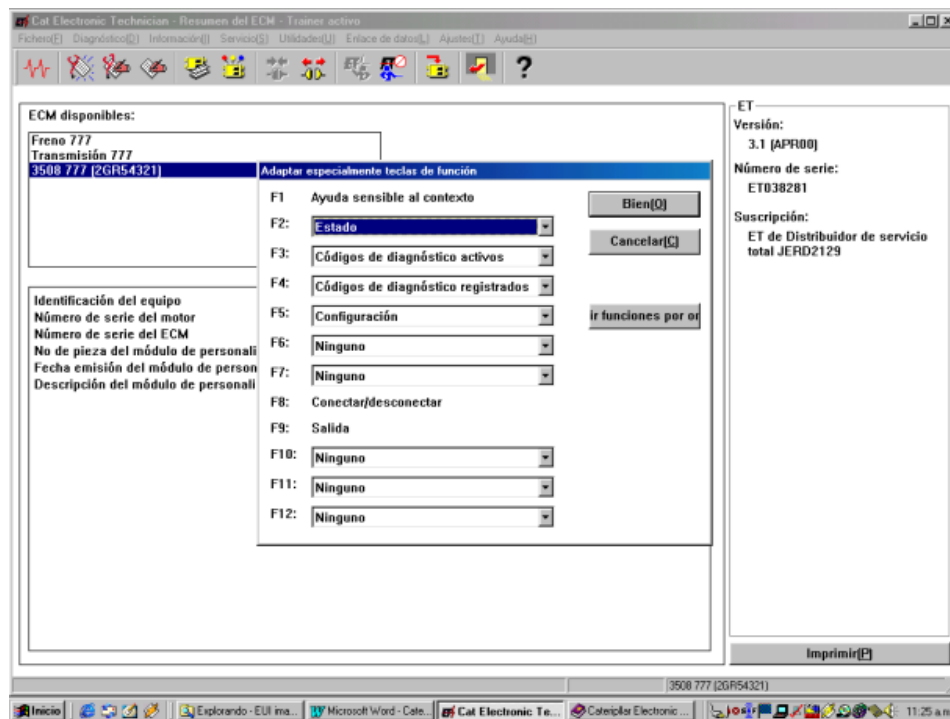 Cat Electronic Technician - Resumen del ECM - Trainer activo
Fichero(F) Diagnóstico(D) Información(I) Servicio(S) Utilidades(U) Enlace de datos(L) Ajustes(T) Ayuda(H)
ECM disponibles:
Freno 777
Transmisión 777
3508 777 (2GR54321)
Adaptar especialmente teclas de función
F1 Ayuda sensible al contexto
F2: Estado
F3: Códigos de diagnóstico activos
F4: Códigos de diagnóstico registrados
F5: Configuración
F6: Ninguno
F7: Ninguno
F8: Conectar/desconectar
F9: Salida
F10: Ninguno
F11: Ninguno
F12: Ninguno
Bien(O)
Cancelar(C)
ir funciones por or
Identificación del equipo
Número de serie del motor
Número de serie del ECM
No de pieza del módulo de personali
Fecha emisión del módulo de person
Descripción del módulo de personali
ET
Versión:
3.1 (APR00)
Número de serie:
ET038281
Suscripción:
ET de Distribuidor de servicio
total JERD2129
Imprimir(P)
3508 777 (2GR54321)
Inicio Explorando - EUI ima... Microsoft Word - Cate... Cat Electronic Te... Caterpillar Electronic ... 11:25 a.m.